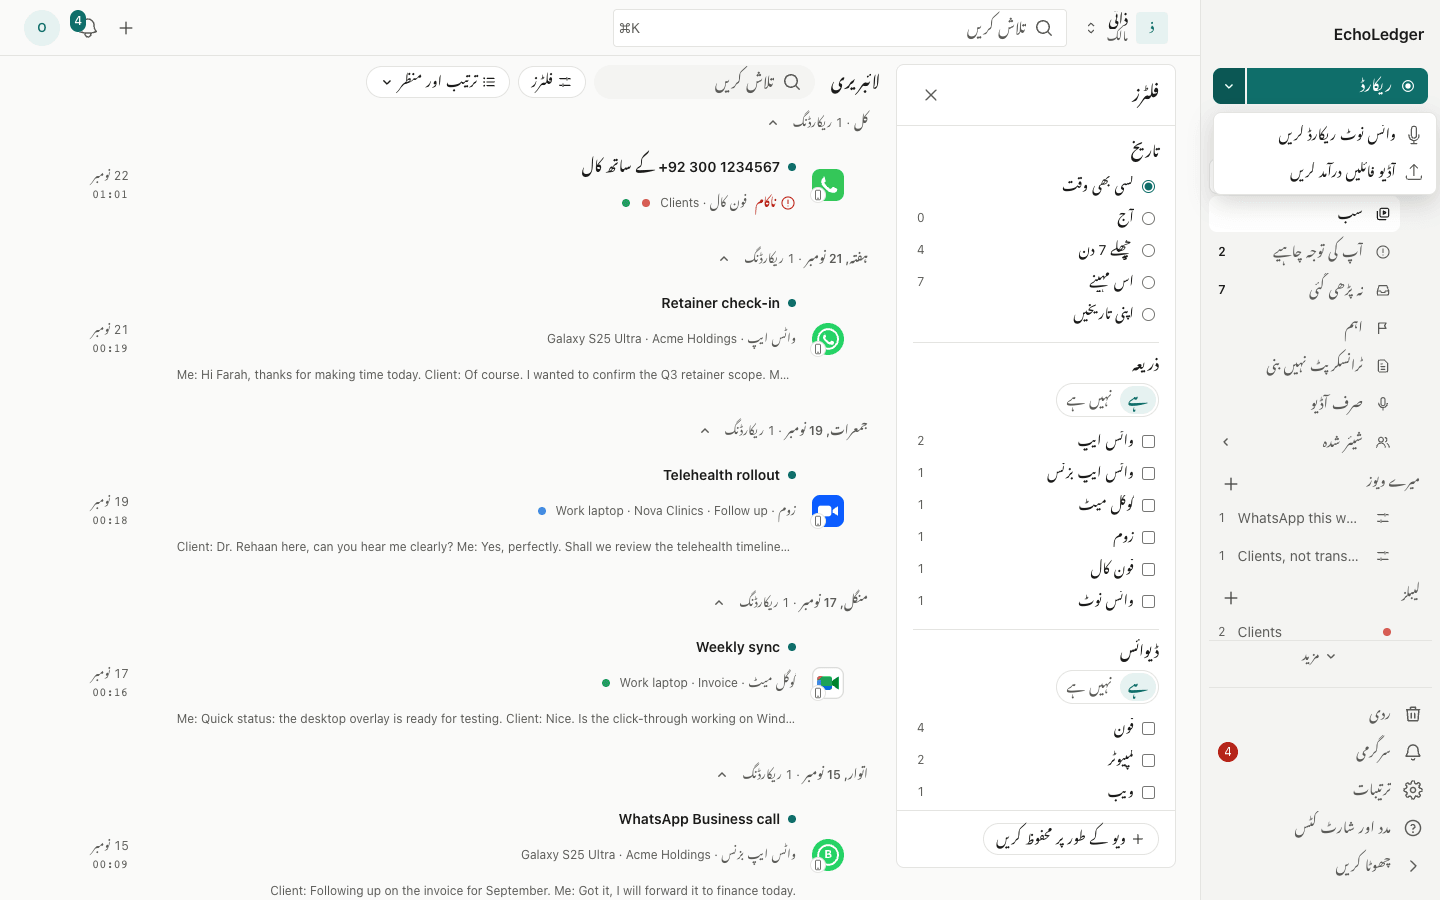 EchoLedger
ریکارڈ
وائس نوٹ ریکارڈ کریں
آڈیو فائلیں درآمد کریں
سب
آپ کی توجہ چاہیے 2
نہ پڑھی گئی 7
اہم
ٹرانسکرپٹ نہیں بنی
صرف آڈیو
شیئر شدہ
میرے ویوز
WhatsApp this w... 1
Clients, not trans... 1
لیبلز
Clients 2
مزید
ردی
سرگرمی 4
ترتیبات
مدد اور شارٹ کٹس
چھوٹا کریں
ذ
ذاتی
مالک
تلاش کریں ⌘K
4
O
فلٹرز
تاریخ
کسی بھی وقت
آج 0
پچھلے 7 دن 4
اس مہینے 7
اپنی تاریخیں
ذریعہ
ہے نہیں ہے
واٹس ایپ 2
واٹس ایپ بزنس 1
گوگل میٹ 1
زوم 1
فون کال 1
وائس نوٹ 1
ڈیوائس
ہے نہیں ہے
فون 4
کمپیوٹر 2
ویب 1
ویو کے طور پر محفوظ کریں
لائبریری
تلاش کریں
فلٹرز
ترتیب اور منظر
کل · 1 ریکارڈنگ
+92 300 1234567 کے ساتھ کال
ناکام فون کال · Clients
22 نومبر
01:01
ہفتہ, 21 نومبر · 1 ریکارڈنگ
Retainer check-in
واٹس ایپ · Galaxy S25 Ultra · Acme Holdings
Me: Hi Farah, thanks for making time today. Client: Of course. I wanted to confirm the Q3 retainer scope. M...
21 نومبر
00:19
جمعرات, 19 نومبر · 1 ریکارڈنگ
Telehealth rollout
زوم · Work laptop · Nova Clinics · Follow up
Client: Dr. Rehaan here, can you hear me clearly? Me: Yes, perfectly. Shall we review the telehealth timeline...
19 نومبر
00:18
منگل, 17 نومبر · 1 ریکارڈنگ
Weekly sync
گوگل میٹ · Work laptop · Invoice
Me: Quick status: the desktop overlay is ready for testing. Client: Nice. Is the click-through working on Wind...
17 نومبر
00:16
اتوار, 15 نومبر · 1 ریکارڈنگ
WhatsApp Business call
واٹس ایپ بزنس · Galaxy S25 Ultra · Acme Holdings
Client: Following up on the invoice for September. Me: Got it, I will forward it to finance today.
15 نومبر
00:09